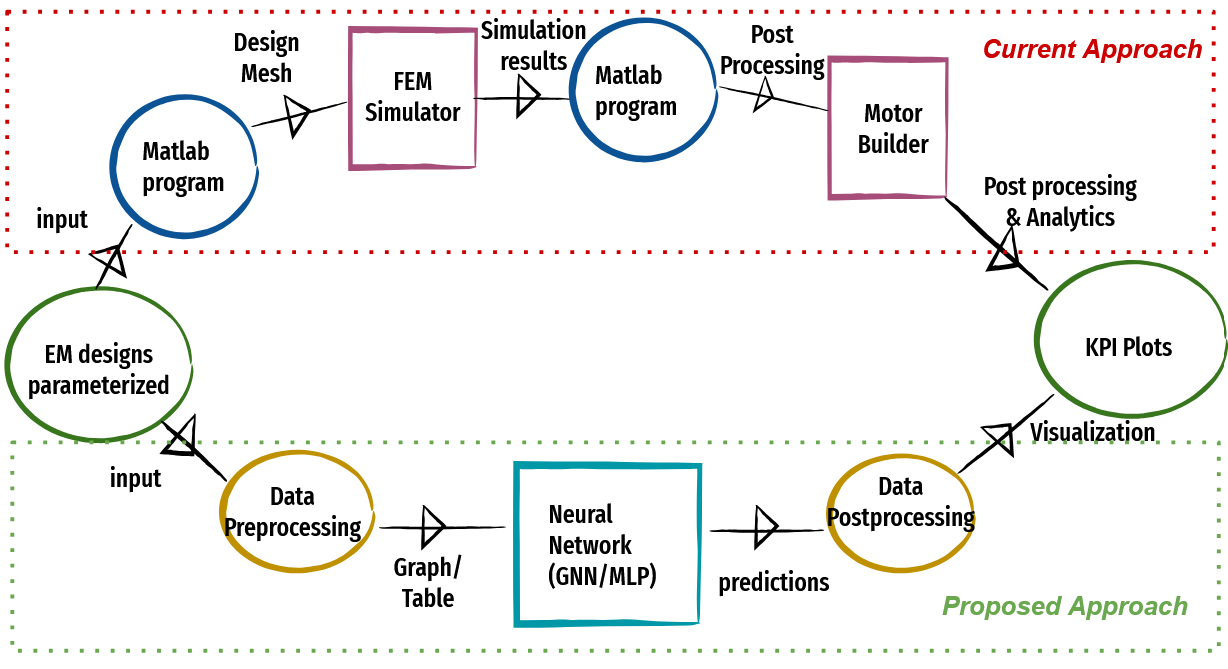 Current Approach
Design
Mesh
FEM
Simulator
Simulation
results
Matlab
program
Post
Processing
Motor
Builder
Matlab
program
input
Post processing
& Analytics
EM designs
parameterized
KPI Plots
input
Data
Preprocessing
Graph/
Table
Neural
Network
(GNN/MLP)
predictions
Data
Postprocessing
Visualization
Proposed Approach